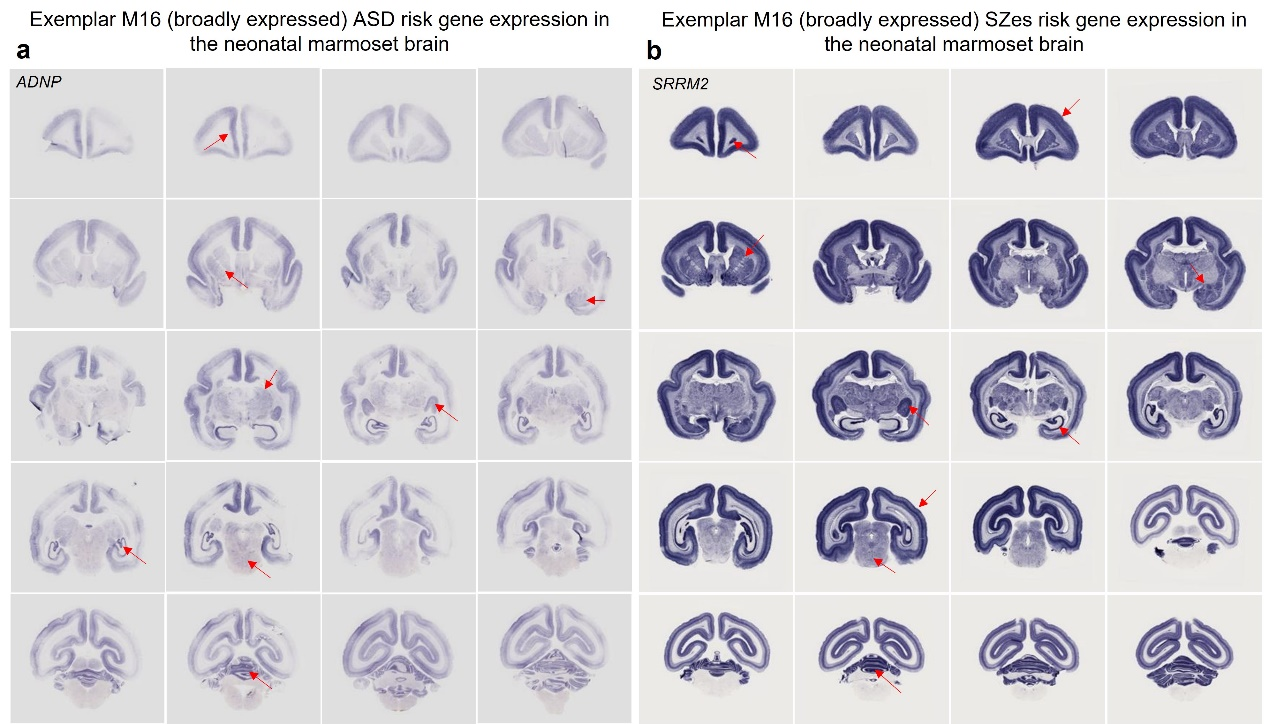 Exemplar M16 (broadly expressed) ASD risk gene expression in
the neonatal marmoset brain
a
ADNP
Exemplar M16 (broadly expressed) SZes risk gene expression in
the neonatal marmoset brain
b
SRRM2